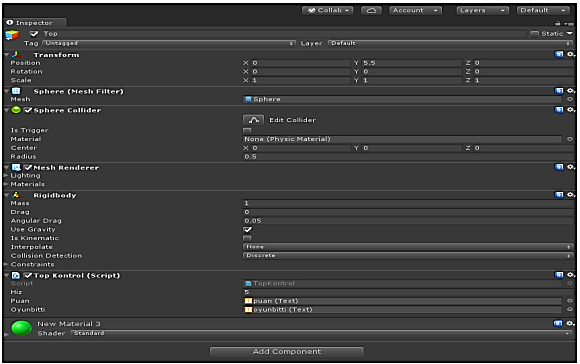 Collab Account Layers Default
Inspector
Top Static
Tag Untagged Layer Default
Transform
Position X 0 Y 5.5 Z 0
Rotation X 0 Y 0 Z 0
Scale X 1 Y 1 Z 1
Sphere (Mesh Filter)
Mesh Sphere
Sphere Collider
Edit Collider
Is Trigger
Material None (Physic Material)
Center X 0 Y 0 Z 0
Radius 0.5
Mesh Renderer
Lighting
Materials
Rigidbody
Mass 1
Drag 0
Angular Drag 0.05
Use Gravity
Is Kinematic
Interpolate None
Collision Detection Discrete
Constraints
Top Kontrol (Script)
Script TopKontrol
Hiz 5
Puan puan (Text)
Oyunbitti oyunbitti (Text)
New Material 3
Shader Standard
Add Component